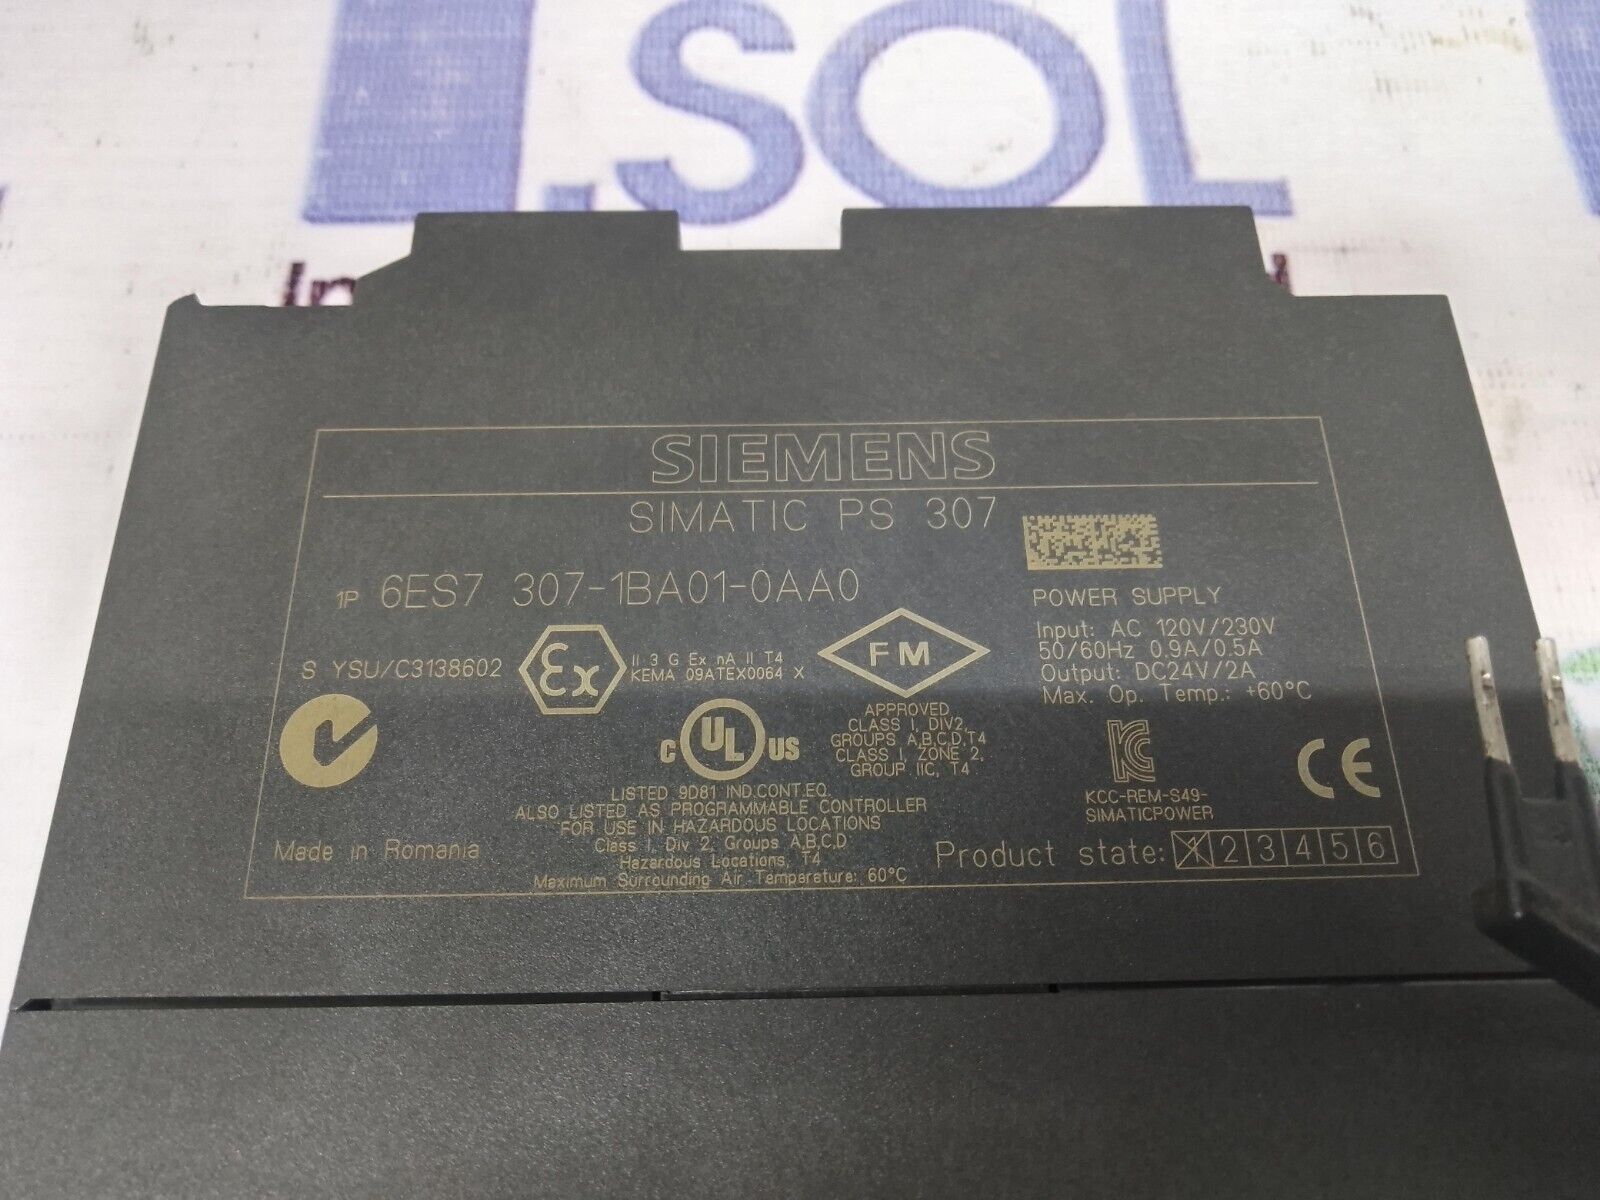 .SOL
In
SIEMENS
SIMATIC PS 307
1P 6ES7 307-1BA01-0AA0
S YSU/C3138602
Ex
II 3 G Ex nA II T4
KEMA 09ATEX0064 X
FM
APPROVED
CLASS I, DIV2,
GROUPS A,B,C,D,T4
CLASS I, ZONE 2,
GROUP IIC, T4
POWER SUPPLY
Input: AC 120V/230V
50/60Hz 0.9A/0.5A
Output: DC24V/2A
Max. Op. Temp.: +60°C
C UL US
LISTED 9D81 IND.CONT.EQ.
ALSO LISTED AS PROGRAMMABLE CONTROLLER
FOR USE IN HAZARDOUS LOCATIONS
Class I, Div 2, Groups A,B,C,D
Hazardous Locations, T4
Maximum Surrounding Air Temperature: 60°C
KCC-REM-S49-
SIMATICPOWER
CE
Made in Romania
Product state: 1 2 3 4 5 6